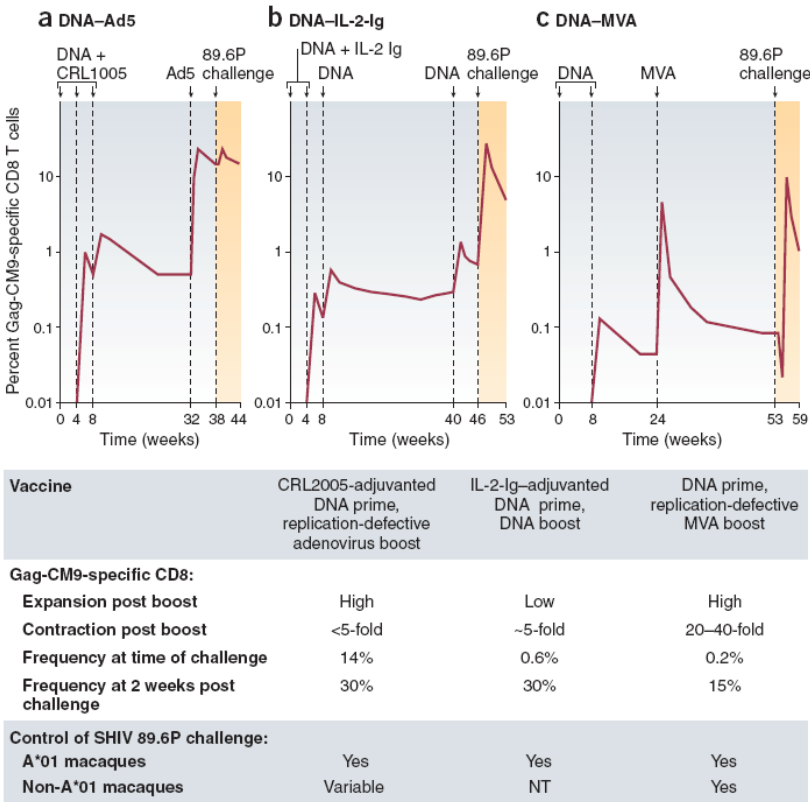 a DNA–Ad5
DNA +
CRL1005
Ad5
89.6P
challenge
Percent Gag-CM9-specific CD8 T cells
10
1
0.1
0.01
0 4 8 32 38 44
Time (weeks)
b DNA–IL-2-Ig
DNA + IL-2 Ig
DNA
DNA
89.6P
challenge
10
1
0.1
0.01
0 4 8 40 46 53
Time (weeks)
c DNA–MVA
DNA
MVA
89.6P
challenge
10
1
0.1
0.01
0 8 24 53 59
Time (weeks)
Vaccine
CRL2005-adjuvanted
DNA prime,
replication-defective
adenovirus boost
IL-2-Ig–adjuvanted
DNA prime,
DNA boost
DNA prime,
replication-defective
MVA boost
Gag-CM9-specific CD8:
Expansion post boost High Low High
Contraction post boost <5-fold ~5-fold 20–40-fold
Frequency at time of challenge 14% 0.6% 0.2%
Frequency at 2 weeks post 30% 30% 15%
challenge
Control of SHIV 89.6P challenge:
A*01 macaques Yes Yes Yes
Non-A*01 macaques Variable NT Yes